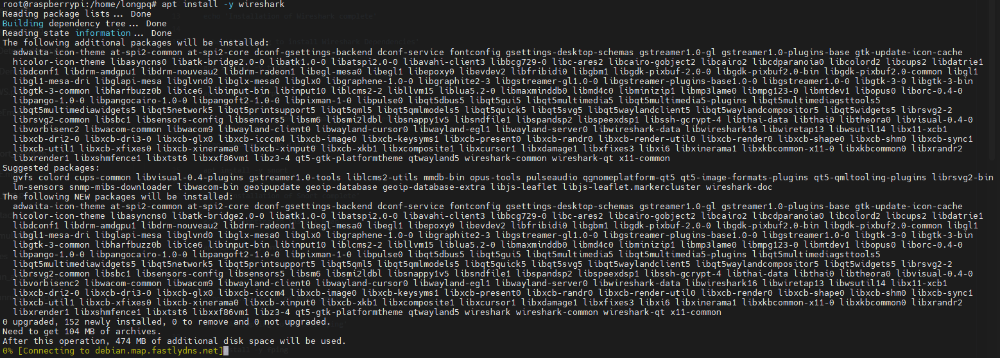 root@raspberrypi:/home/longpq# apt install -y wireshark
Reading package lists... Done
Building dependency tree... Done
Reading state information... Done
The following additional packages will be installed:
adwaita-icon-theme at-spi2-common at-spi2-core dconf-gsettings-backend dconf-service fontconfig gsettings-desktop-schemas gstreamer1.0-gl gstreamer1.0-plugins-base gtk-update-icon-cache
hicolor-icon-theme libasyncns0 libatk-bridge2.0-0 libatk1.0-0 libatspi2.0-0 libavahi-client3 libbcg729-0 libc-ares2 libcairo-gobject2 libcairo2 libcdparanoia0 libcolord2 libcups2 libdatrie1
libdconf1 libdrm-amdgpu1 libdrm-nouveau2 libdrm-radeon1 libegl-mesa0 libegl1 libepoxy0 libevdev2 libfribidi0 libgbm1 libgdk-pixbuf-2.0-0 libgdk-pixbuf2.0-bin libgdk-pixbuf2.0-common libgl1
libgl1-mesa-dri libglapi-mesa libglvnd0 libglx-mesa0 libglx0 libgraphene-1.0-0 libgraphite2-3 libgstreamer-gl1.0-0 libgstreamer-plugins-base1.0-0 libgstreamer1.0-0 libgtk-3-0 libgtk-3-bin
libgtk-3-common libharfbuzz0b libice6 libinput-bin libinput10 liblcms2-2 libllvm15 liblua5.2-0 libmaxminddb0 libmd4c0 libminizip1 libmp3lame0 libmpg123-0 libmtdev1 libopus0 liborc-0.4-0
libpango-1.0-0 libpangocairo-1.0-0 libpangoft2-1.0-0 libpixman-1-0 libpulse0 libqt5dbus5 libqt5gui5 libqt5multimedia5 libqt5multimedia5-plugins libqt5multimediagsttools5
libqt5multimediawidgets5 libqt5network5 libqt5printsupport5 libqt5qml5 libqt5qmlmodels5 libqt5quick5 libqt5svg5 libqt5waylandclient5 libqt5waylandcompositor5 libqt5widgets5 librsvg2-2
librsvg2-common libsbc1 libsensors-config libsensors5 libsm6 libsmi2ldbl libsnappy1v5 libsndfile1 libspandsp2 libspeexdsp1 libssh-gcrypt-4 libthai-data libthai0 libtheora0 libvisual-0.4-0
libvorbisenc2 libwacom-common libwacom9 libwayland-client0 libwayland-cursor0 libwayland-egl1 libwayland-server0 libwireshark-data libwireshark16 libwiretap13 libwsutil14 libx11-xcb1
libxcb-dri2-0 libxcb-dri3-0 libxcb-glx0 libxcb-icccm4 libxcb-image0 libxcb-keysyms1 libxcb-present0 libxcb-randr0 libxcb-render-util0 libxcb-render0 libxcb-shape0 libxcb-shm0 libxcb-sync1
libxcb-util1 libxcb-xfixes0 libxcb-xinerama0 libxcb-xinput0 libxcb-xkb1 libxcomposite1 libxcursor1 libxdamage1 libxfixes3 libxi6 libxinerama1 libxkbcommon-x11-0 libxkbcommon0 libxrandr2
libxrender1 libxshmfence1 libxtst6 libxxf86vm1 libz3-4 qt5-gtk-platformtheme qtwayland5 wireshark-common wireshark-qt x11-common
Suggested packages:
gvfs colord cups-common libvisual-0.4-plugins gstreamer1.0-tools liblcms2-utils mmdb-bin opus-tools pulseaudio qgnomeplatform-qt5 qt5-image-formats-plugins qt5-qmltooling-plugins librsvg2-bin
lm-sensors snmp-mibs-downloader libwacom-bin geoipupdate geoip-database geoip-database-extra libjs-leaflet libjs-leaflet.markercluster wireshark-doc
The following NEW packages will be installed:
adwaita-icon-theme at-spi2-common at-spi2-core dconf-gsettings-backend dconf-service fontconfig gsettings-desktop-schemas gstreamer1.0-gl gstreamer1.0-plugins-base gtk-update-icon-cache
hicolor-icon-theme libasyncns0 libatk-bridge2.0-0 libatk1.0-0 libatspi2.0-0 libavahi-client3 libbcg729-0 libc-ares2 libcairo-gobject2 libcairo2 libcdparanoia0 libcolord2 libcups2 libdatrie1
libdconf1 libdrm-amdgpu1 libdrm-nouveau2 libdrm-radeon1 libegl-mesa0 libegl1 libepoxy0 libevdev2 libfribidi0 libgbm1 libgdk-pixbuf-2.0-0 libgdk-pixbuf2.0-bin libgdk-pixbuf2.0-common libgl1
libgl1-mesa-dri libglapi-mesa libglvnd0 libglx-mesa0 libglx0 libgraphene-1.0-0 libgraphite2-3 libgstreamer-gl1.0-0 libgstreamer-plugins-base1.0-0 libgstreamer1.0-0 libgtk-3-0 libgtk-3-bin
libgtk-3-common libharfbuzz0b libice6 libinput-bin libinput10 liblcms2-2 libllvm15 liblua5.2-0 libmaxminddb0 libmd4c0 libminizip1 libmp3lame0 libmpg123-0 libmtdev1 libopus0 liborc-0.4-0
libpango-1.0-0 libpangocairo-1.0-0 libpangoft2-1.0-0 libpixman-1-0 libpulse0 libqt5dbus5 libqt5gui5 libqt5multimedia5 libqt5multimedia5-plugins libqt5multimediagsttools5
libqt5multimediawidgets5 libqt5network5 libqt5printsupport5 libqt5qml5 libqt5qmlmodels5 libqt5quick5 libqt5svg5 libqt5waylandclient5 libqt5waylandcompositor5 libqt5widgets5 librsvg2-2
librsvg2-common libsbc1 libsensors-config libsensors5 libsm6 libsmi2ldbl libsnappy1v5 libsndfile1 libspandsp2 libspeexdsp1 libssh-gcrypt-4 libthai-data libthai0 libtheora0 libvisual-0.4-0
libvorbisenc2 libwacom-common libwacom9 libwayland-client0 libwayland-cursor0 libwayland-egl1 libwayland-server0 libwireshark-data libwireshark16 libwiretap13 libwsutil14 libx11-xcb1
libxcb-dri2-0 libxcb-dri3-0 libxcb-glx0 libxcb-icccm4 libxcb-image0 libxcb-keysyms1 libxcb-present0 libxcb-randr0 libxcb-render-util0 libxcb-render0 libxcb-shape0 libxcb-shm0 libxcb-sync1
libxcb-util1 libxcb-xfixes0 libxcb-xinerama0 libxcb-xinput0 libxcb-xkb1 libxcomposite1 libxcursor1 libxdamage1 libxfixes3 libxi6 libxinerama1 libxkbcommon-x11-0 libxkbcommon0 libxrandr2
libxrender1 libxshmfence1 libxtst6 libxxf86vm1 libz3-4 qt5-gtk-platformtheme qtwayland5 wireshark wireshark-common wireshark-qt x11-common
0 upgraded, 152 newly installed, 0 to remove and 0 not upgraded.
Need to get 104 MB of archives.
After this operation, 474 MB of additional disk space will be used.
0% [Connecting to debian.map.fastlydns.net]